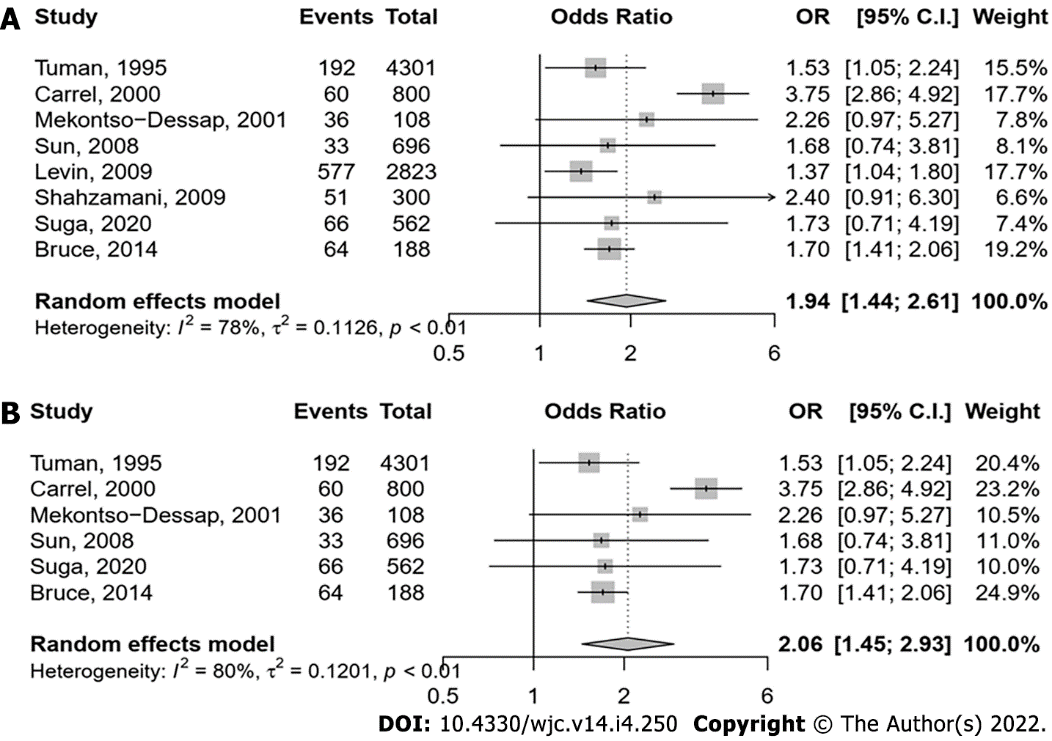 A Study Events Total Odds Ratio OR [95% C.I.] Weight
Tuman, 1995 192 4301 1.53 [1.05; 2.24] 15.5%
Carrel, 2000 60 800 3.75 [2.86; 4.92] 17.7%
Mekontso−Dessap, 2001 36 108 2.26 [0.97; 5.27] 7.8%
Sun, 2008 33 696 1.68 [0.74; 3.81] 8.1%
Levin, 2009 577 2823 1.37 [1.04; 1.80] 17.7%
Shahzamani, 2009 51 300 2.40 [0.91; 6.30] 6.6%
Suga, 2020 66 562 1.73 [0.71; 4.19] 7.4%
Bruce, 2014 64 188 1.70 [1.41; 2.06] 19.2%
Random effects model 1.94 [1.44; 2.61] 100.0%
Heterogeneity: I² = 78%, τ² = 0.1126, p < 0.01
0.5 1 2 6
B Study Events Total Odds Ratio OR [95% C.I.] Weight
Tuman, 1995 192 4301 1.53 [1.05; 2.24] 20.4%
Carrel, 2000 60 800 3.75 [2.86; 4.92] 23.2%
Mekontso−Dessap, 2001 36 108 2.26 [0.97; 5.27] 10.5%
Sun, 2008 33 696 1.68 [0.74; 3.81] 11.0%
Suga, 2020 66 562 1.73 [0.71; 4.19] 10.0%
Bruce, 2014 64 188 1.70 [1.41; 2.06] 24.9%
Random effects model 2.06 [1.45; 2.93] 100.0%
Heterogeneity: I² = 80%, τ² = 0.1201, p < 0.01
0.5 1 2 6
DOI: 10.4330/wjc.v14.i4.250 Copyright © The Author(s) 2022.